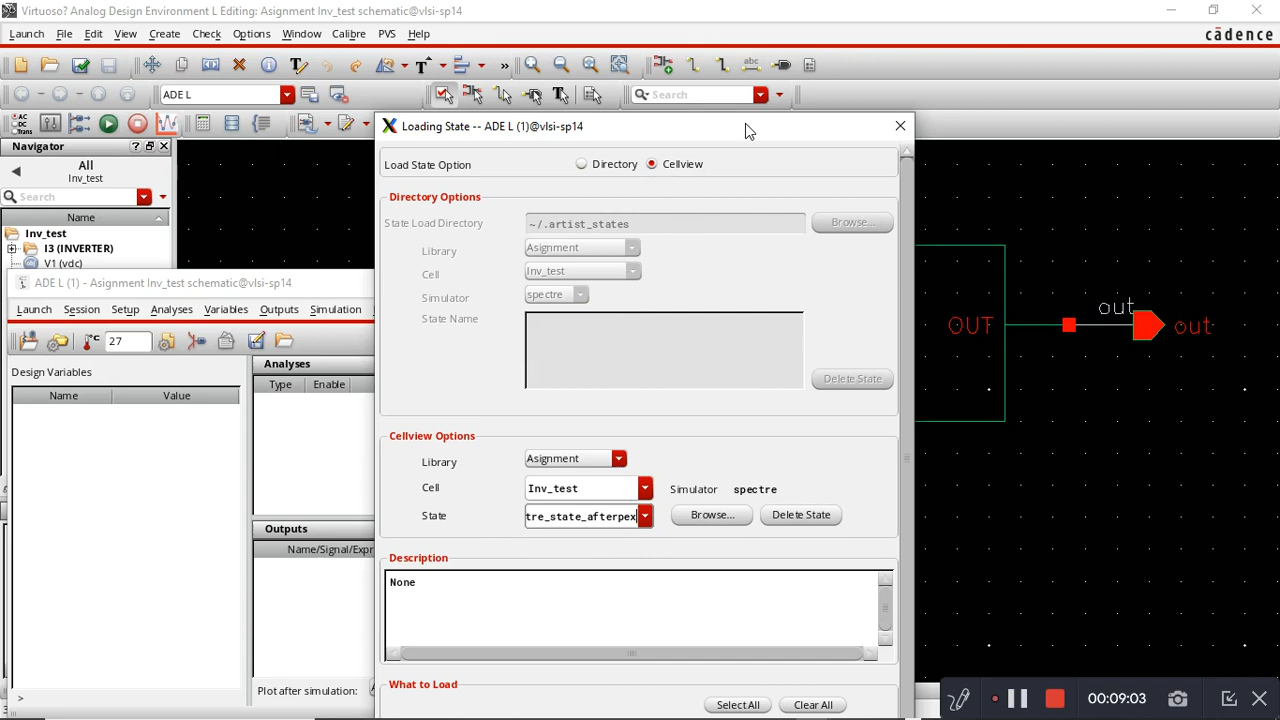 Virtuoso? Analog Design Environment L Editing: Asignment Inv_test schematic@vlsi-sp14
Launch File Edit View Create Check Options Window Calibre PVS Help
cādence
abc
ADE L
Search
AC
DC
Trans
Navigator
All
Inv_test
Search
Name
Inv_test
I3 (INVERTER)
V1 (vdc)
Loading State -- ADE L (1)@vlsi-sp14
Load State Option Directory Cellview
Directory Options
State Load Directory ~/.artist_states Browse...
Library Asignment
Cell Inv_test
Simulator spectre
State Name
Delete State
Cellview Options
Library Asignment
Cell Inv_test Simulator spectre
State tre_state_afterpex Browse... Delete State
Description
None
What to Load
Select All Clear All
ADE L (1) - Asignment Inv_test schematic@vlsi-sp14
Launch Session Setup Analyses Variables Outputs Simulation
°C 27
Design Variables
Name Value
Analyses
Type Enable
Outputs
Name/Signal/Expr
Plot after simulation:
>
OUT
out
out
00:09:03